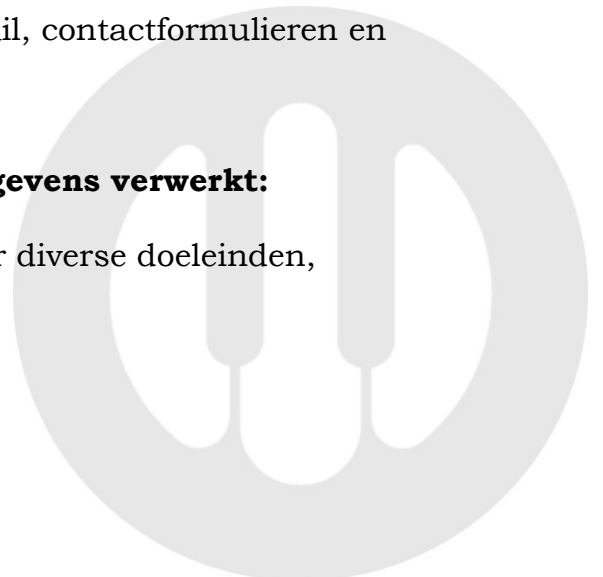 il, contactformulieren en
gevens verwerkt:
r diverse doeleinden,